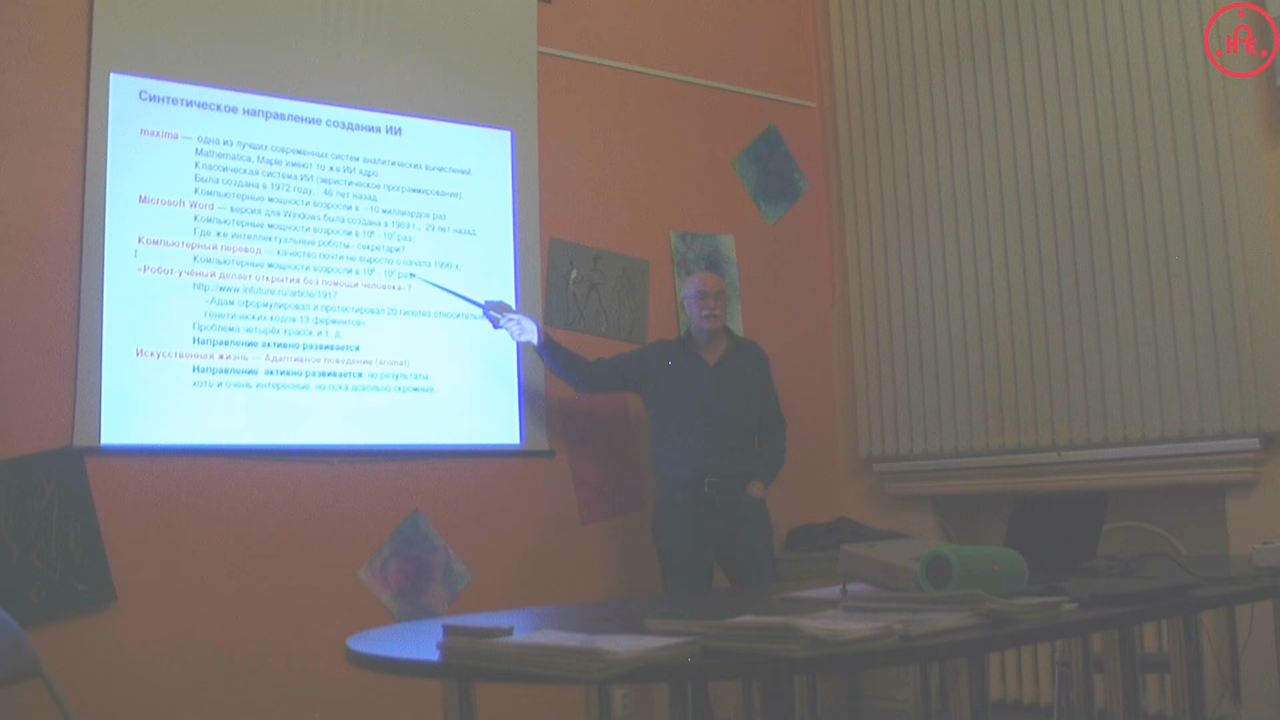 Синтетическое направление создания ИИ
maxima — одна из лучших современных систем аналитических вычислений.
Mathematica, Maple имеют то же ИИ ядро.
Классическая система ИИ (эвристическое программирование).
Была создана в 1972 году, 46 лет назад.
Компьютерные мощности возросли в ~10 миллиардов раз.
Microsoft Word — версия для Windows была создана в 1989 г., 29 лет назад.
Компьютерные мощности возросли в раз.
Где же интеллектуальные роботы - секретари?
Компьютерный перевод — качество почти не выросло с начала 1990-х,
Компьютерные мощности возросли в раз
«Робот-учёный делает открытия без помощи человека»?
http://www.infuture.ru/article/1917
«Адам сформулировал и протестировал 20 гипотез относительно
генетических кодов 13 ферментов»
Проблема четырёх красок и т. д.
Направление активно развивается
Искусственная жизнь — Адаптивное поведение (animat)
Направление активно развивается, но результаты
хоть и очень интересные, но пока довольно скромные.